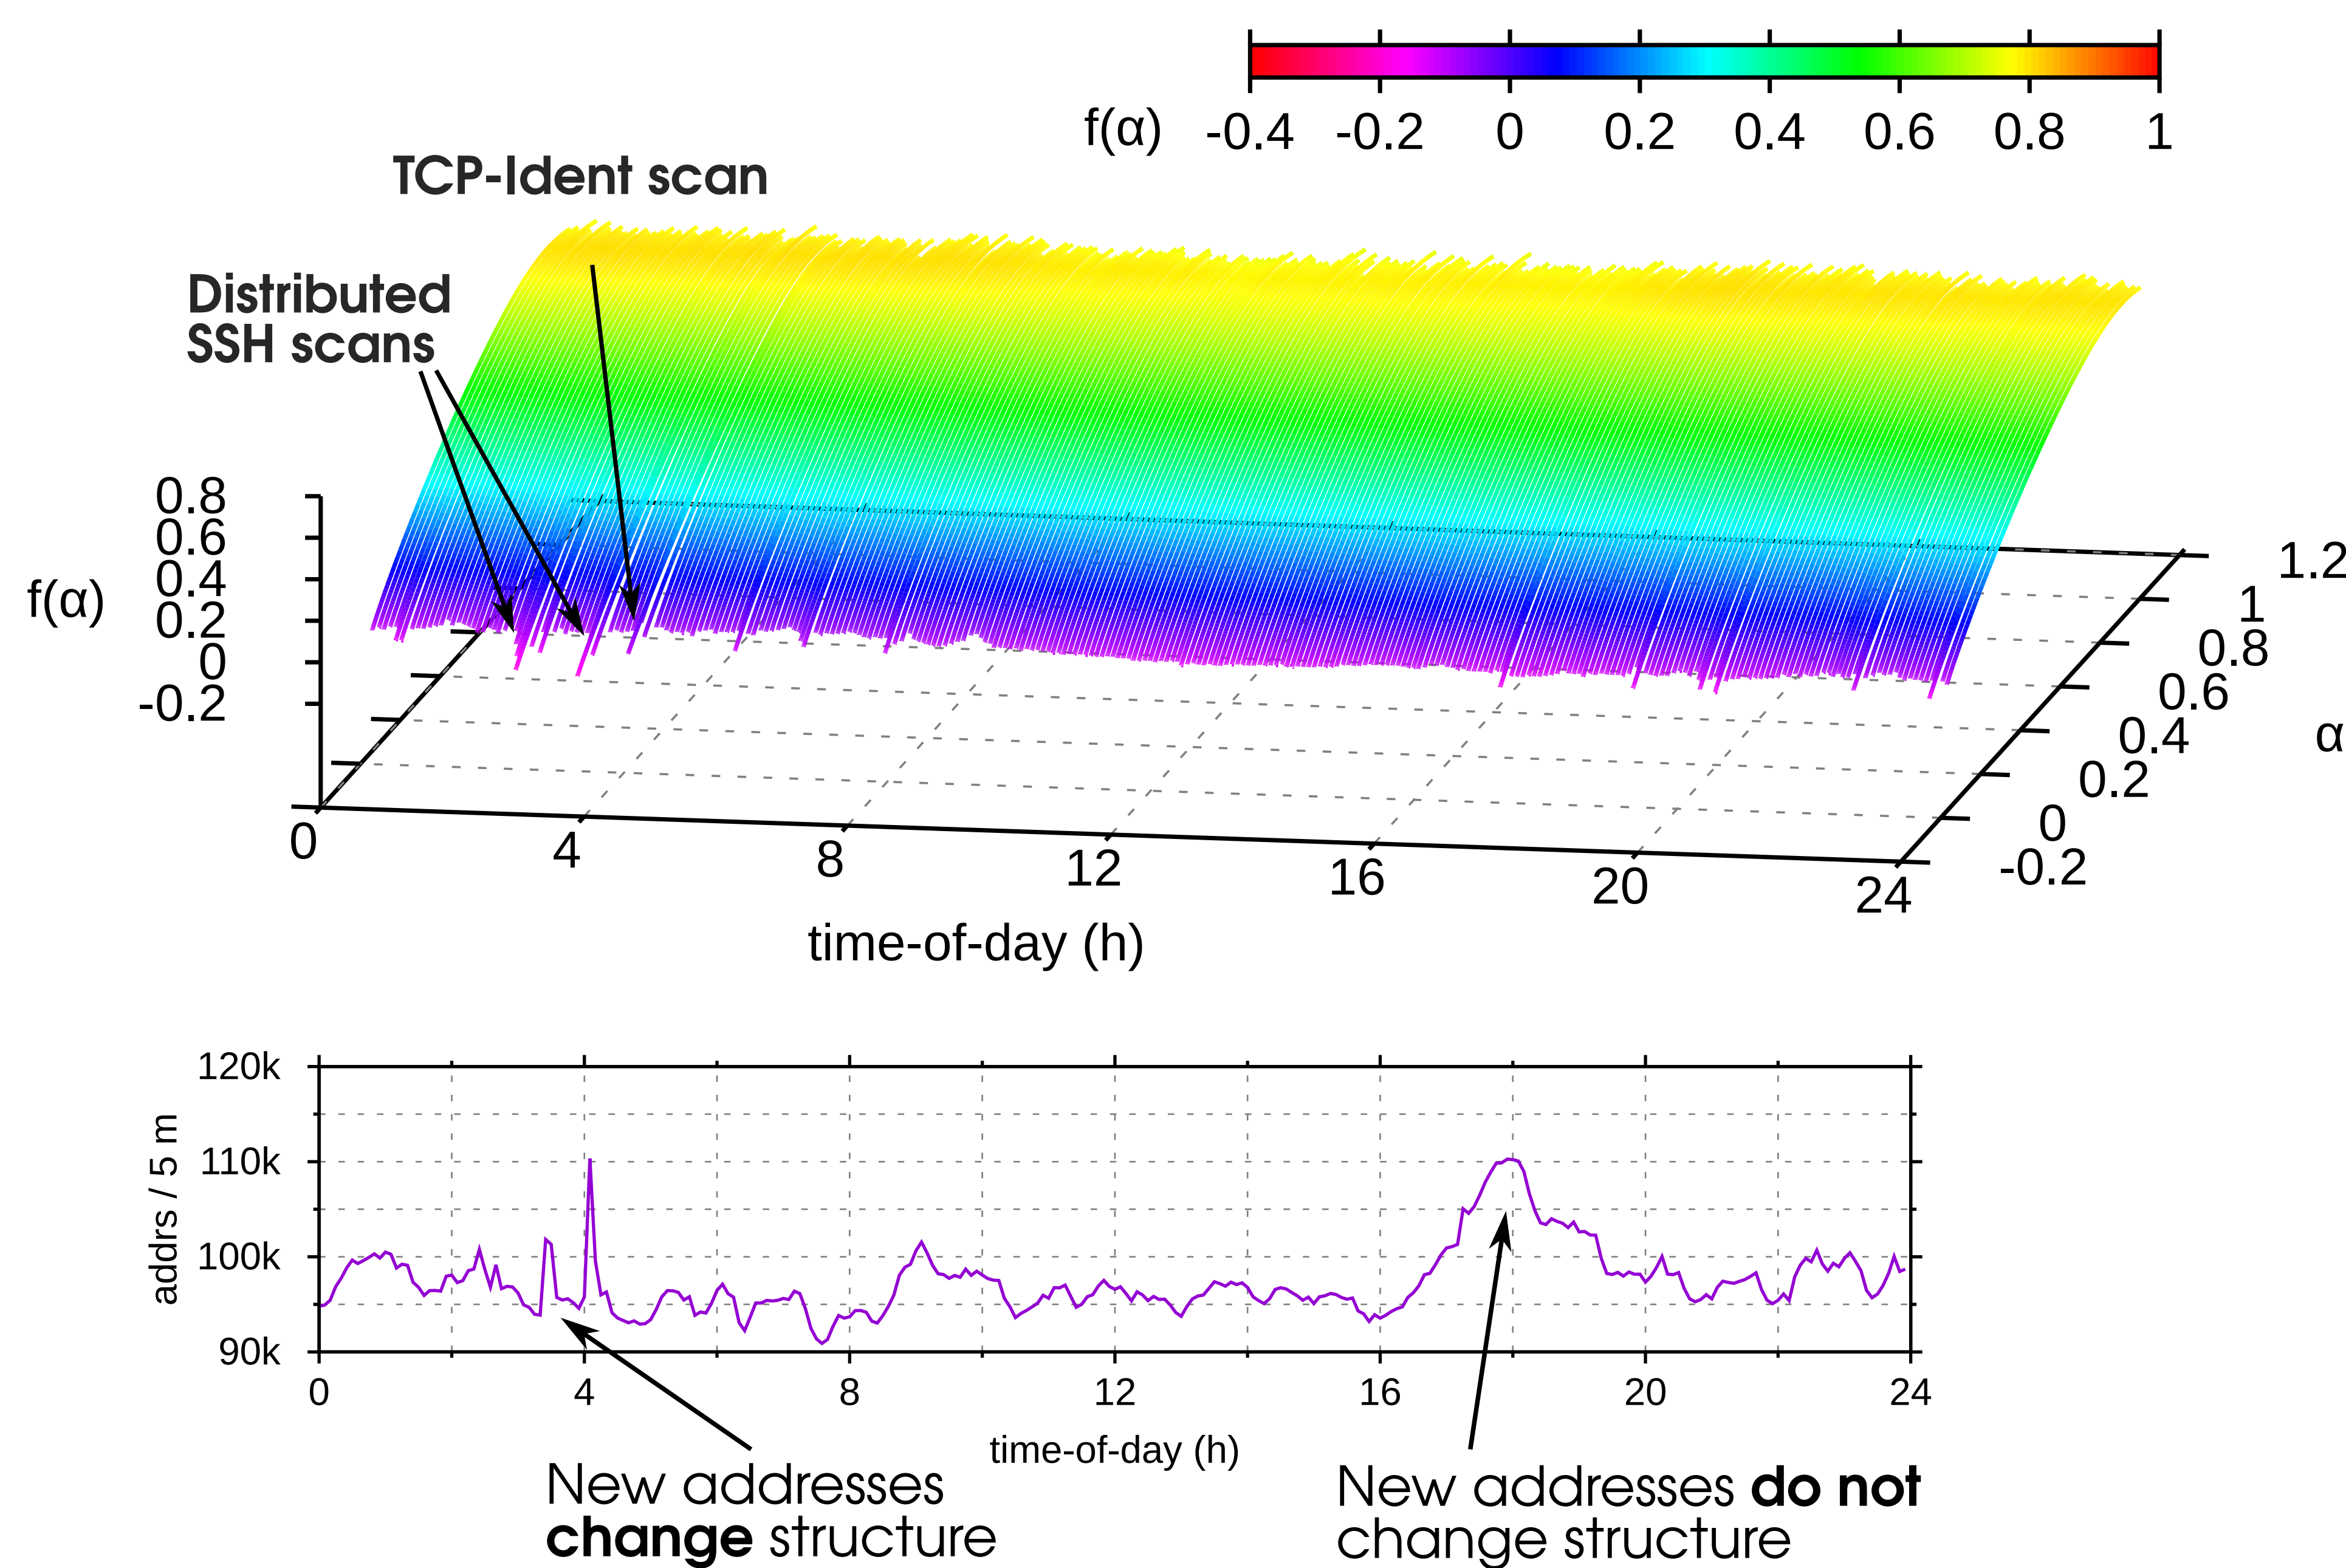 f(α)
-0.4 -0.2 0 0.2 0.4 0.6 0.8 1
TCP-Ident scan
Distributed
SSH scans
0.8
0.6
0.4
0.2
0
-0.2
f(α)
1.2
1
0.8
0.6
0.4
0.2
0
-0.2
α
0 4 8 12 16 20 24
time-of-day (h)
120k
110k
100k
90k
addrs / 5 m
0 4 8 12 16 20 24
time-of-day (h)
New addresses
change structure
New addresses do not
change structure